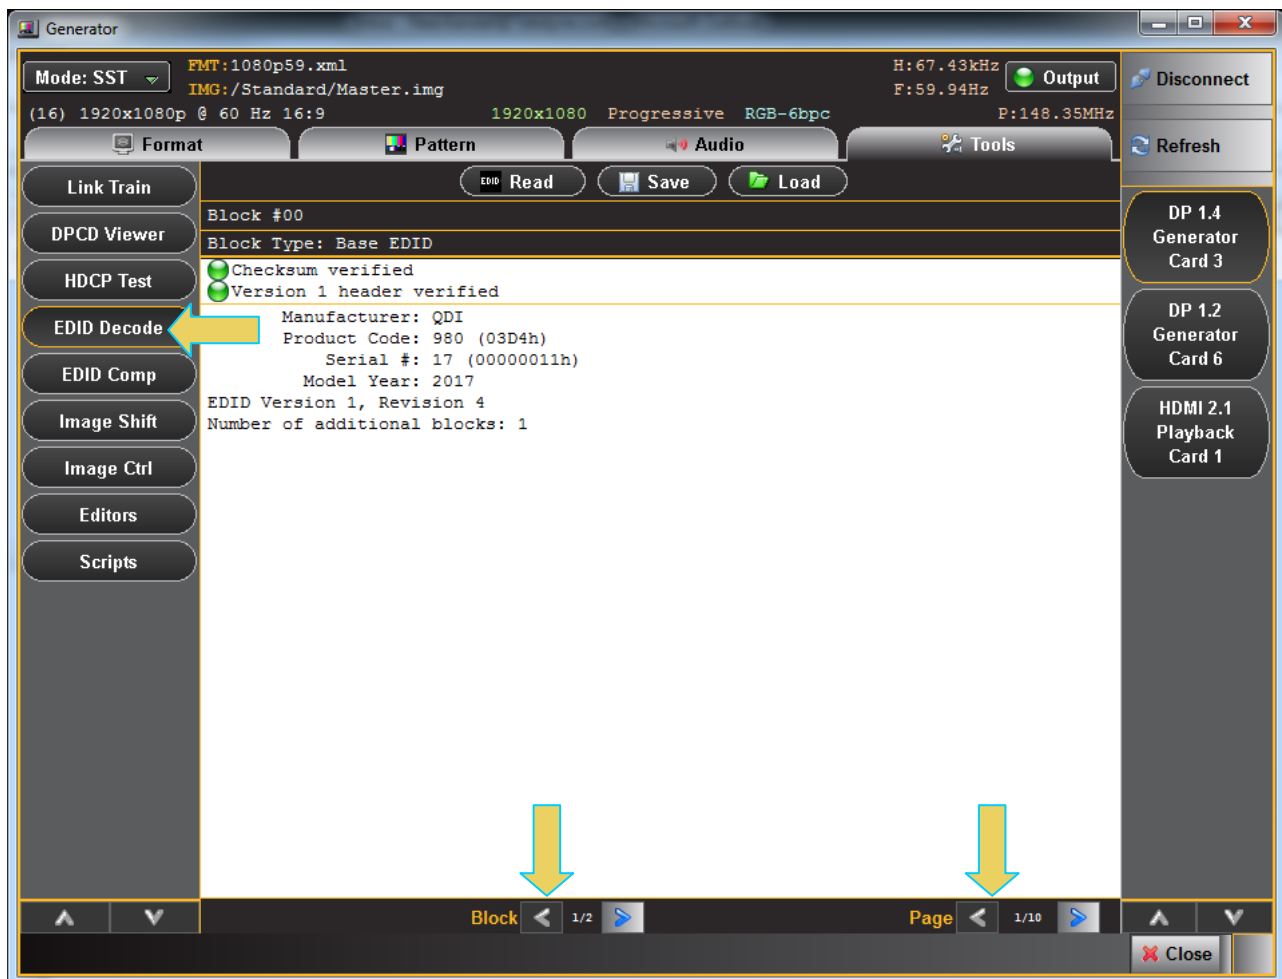 Generator
Mode: SST
FMT:1080p59.xml
IMG:/Standard/Master.img
H:67.43kHz
F:59.94Hz
Output
(16) 1920x1080p @ 60 Hz 16:9
1920x1080 Progressive RGB-6bpc
P:148.35MHz
Disconnect
Refresh
Format
Pattern
Audio
Tools
Link Train
DPCD Viewer
HDCP Test
EDID Decode
EDID Comp
Image Shift
Image Ctrl
Editors
Scripts
EDID Read
Save
Load
Block #00
Block Type: Base EDID
Checksum verified
Version 1 header verified
Manufacturer: QDI
Product Code: 980 (03D4h)
Serial #: 17 (00000011h)
Model Year: 2017
EDID Version 1, Revision 4
Number of additional blocks: 1
DP 1.4
Generator
Card 3
DP 1.2
Generator
Card 6
HDMI 2.1
Playback
Card 1
Block 1/2
Page 1/10
Close